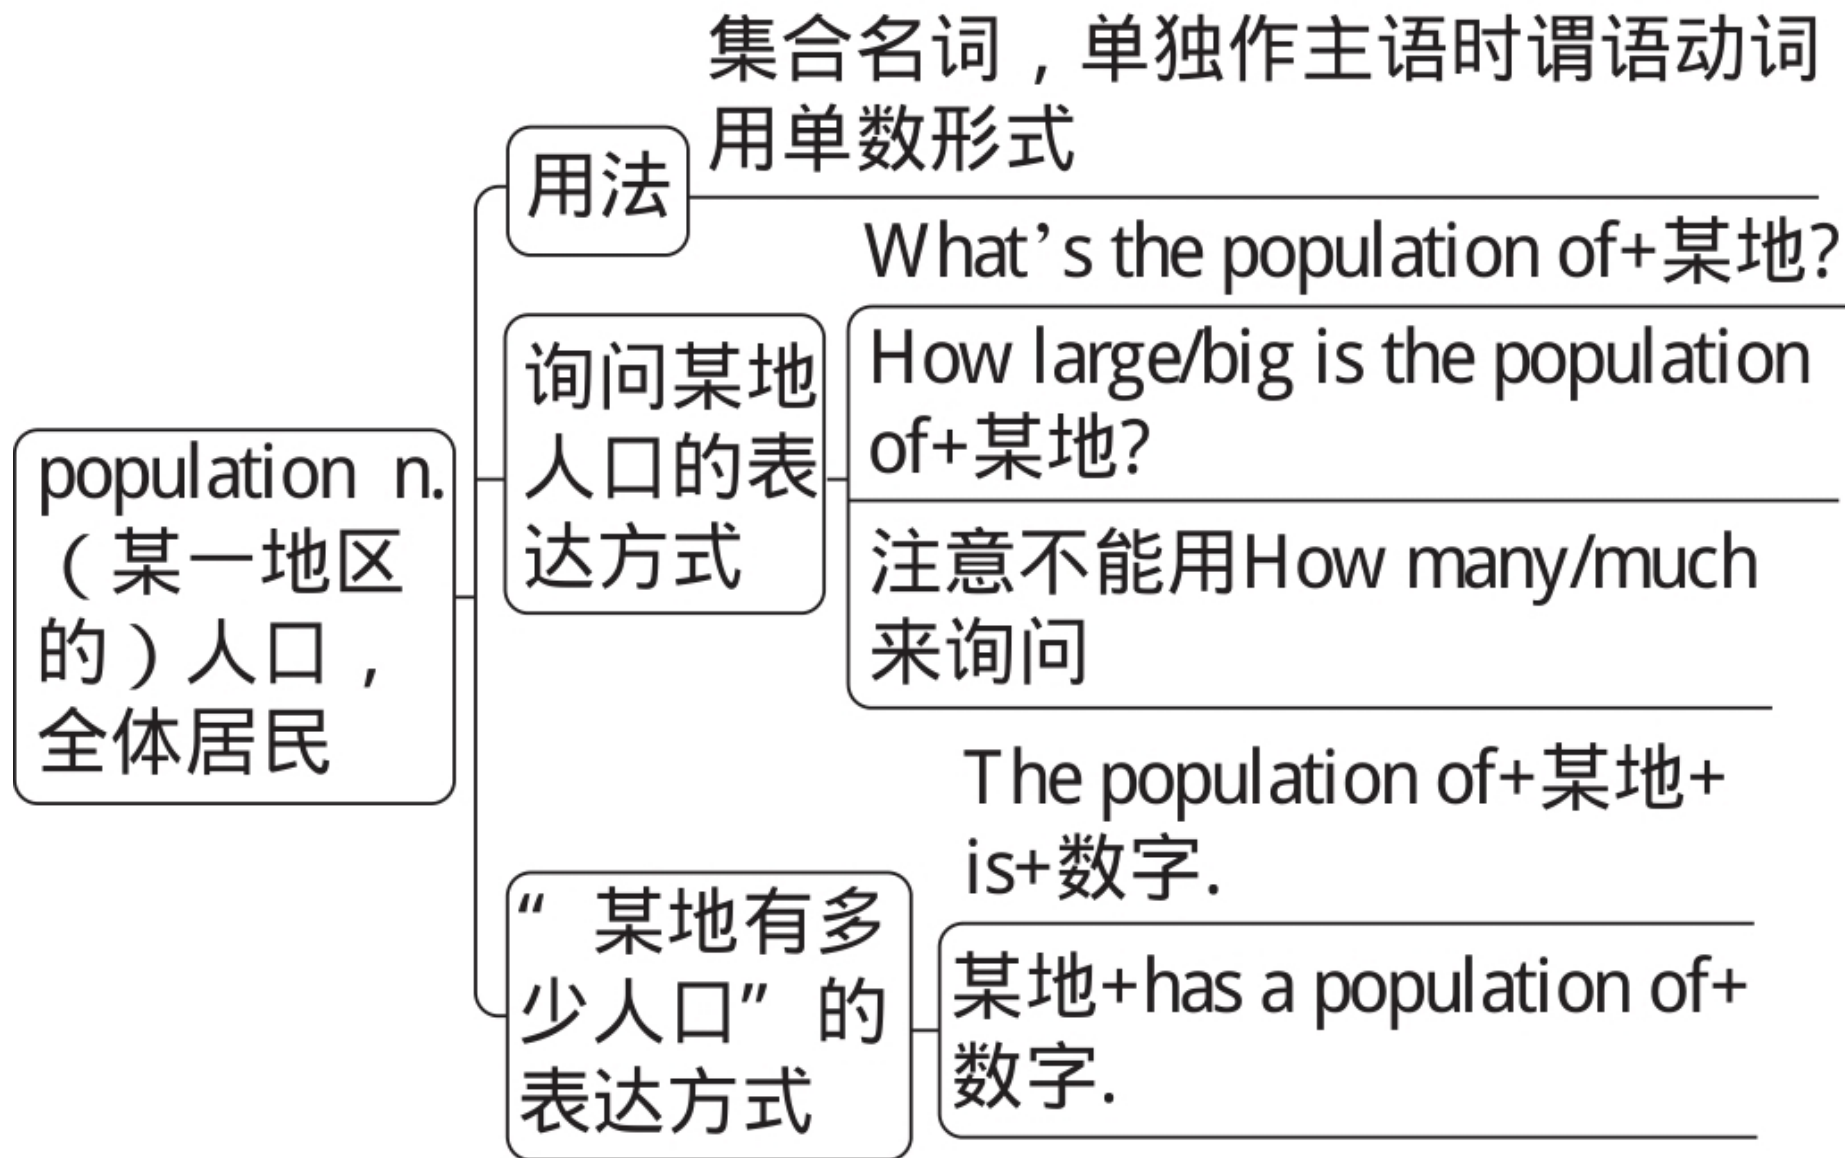 population n.
（某一地区
的）人口，
全体居民
用法
集合名词，单独作主语时谓语动词
用单数形式
询问某地
人口的表
达方式
What’s the population of+某地?
How large/big is the population
of+某地?
注意不能用How many/much
来询问
“某地有多
少人口”的
表达方式
The population of+某地+
is+数字.
某地+has a population of+
数字.